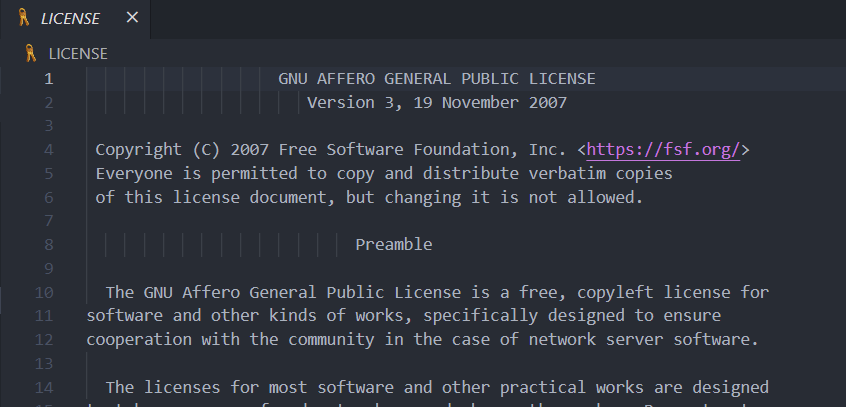 LICENSE
LICENSE
1 GNU AFFERO GENERAL PUBLIC LICENSE
2 Version 3, 19 November 2007
3
4 Copyright (C) 2007 Free Software Foundation, Inc. <https://fsf.org/>
5 Everyone is permitted to copy and distribute verbatim copies
6 of this license document, but changing it is not allowed.
7
8 Preamble
9
10 The GNU Affero General Public License is a free, copyleft license for
11 software and other kinds of works, specifically designed to ensure
12 cooperation with the community in the case of network server software.
13
14 The licenses for most software and other practical works are designed